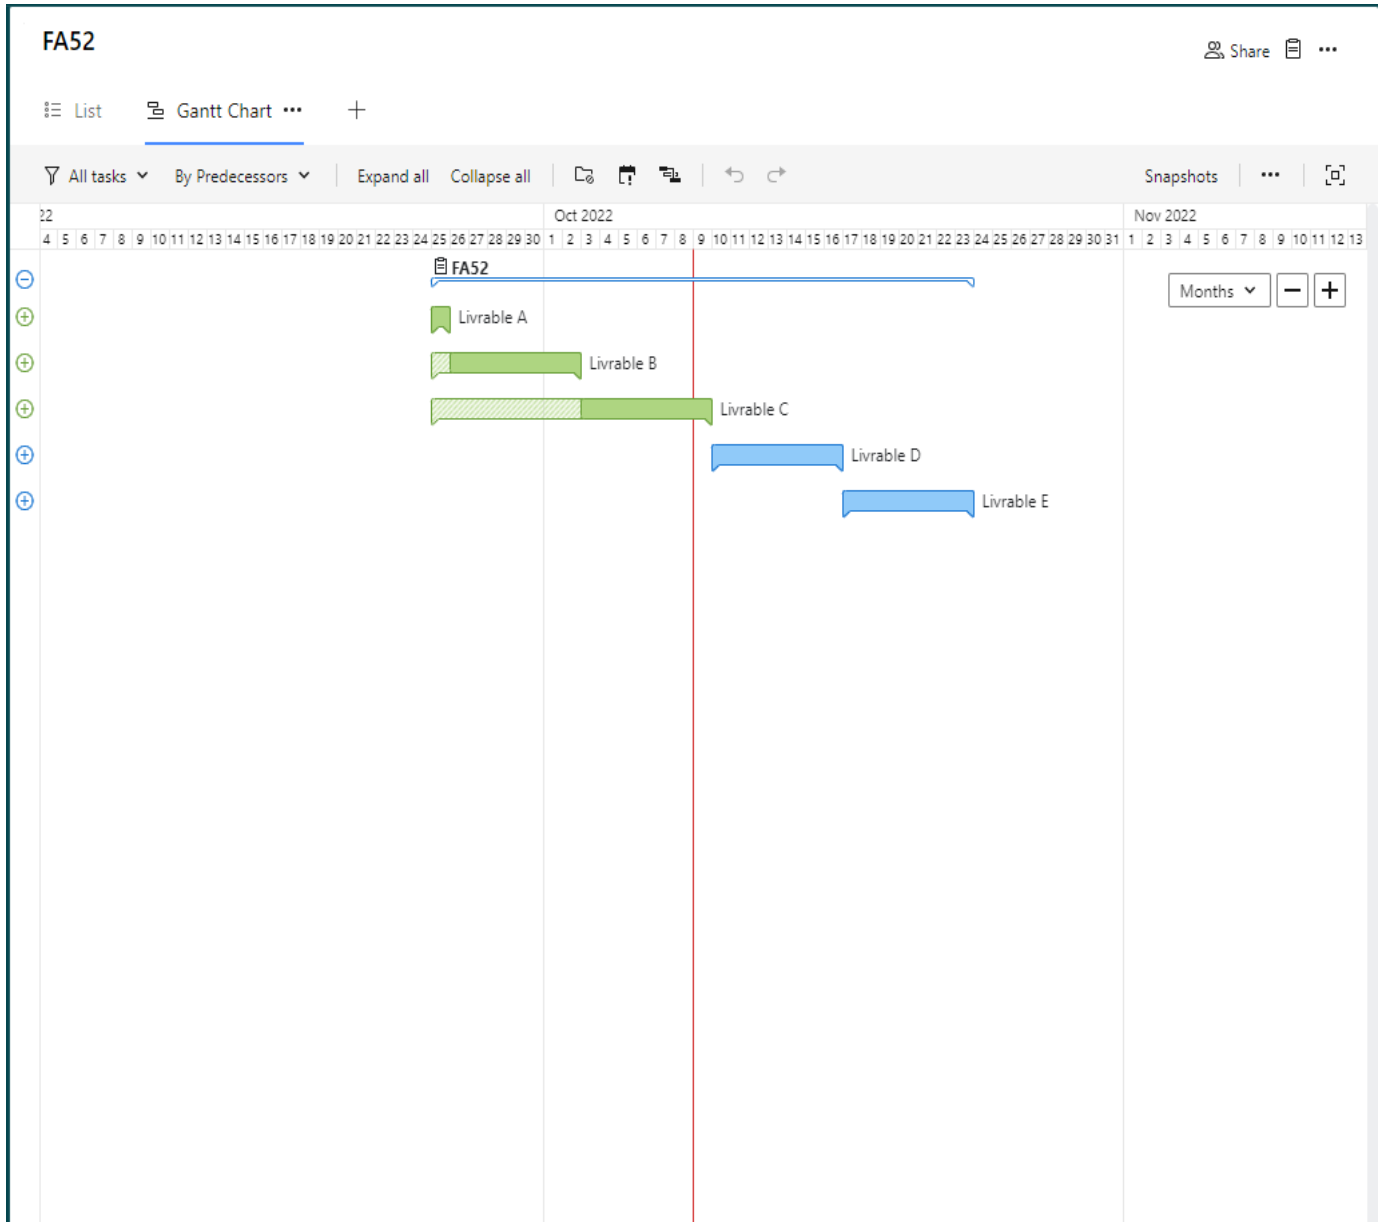 FA52
Share
List Gantt Chart
All tasks By Predecessors Expand all Collapse all Snapshots
22 Oct 2022 Nov 2022
4 5 6 7 8 9 10 11 12 13 14 15 16 17 18 19 20 21 22 23 24 25 26 27 28 29 30 1 2 3 4 5 6 7 8 9 10 11 12 13 14 15 16 17 18 19 20 21 22 23 24 25 26 27 28 29 30 31 1 2 3 4 5 6 7 8 9 10 11 12 13
FA52
Months
Livrable A
Livrable B
Livrable C
Livrable D
Livrable E